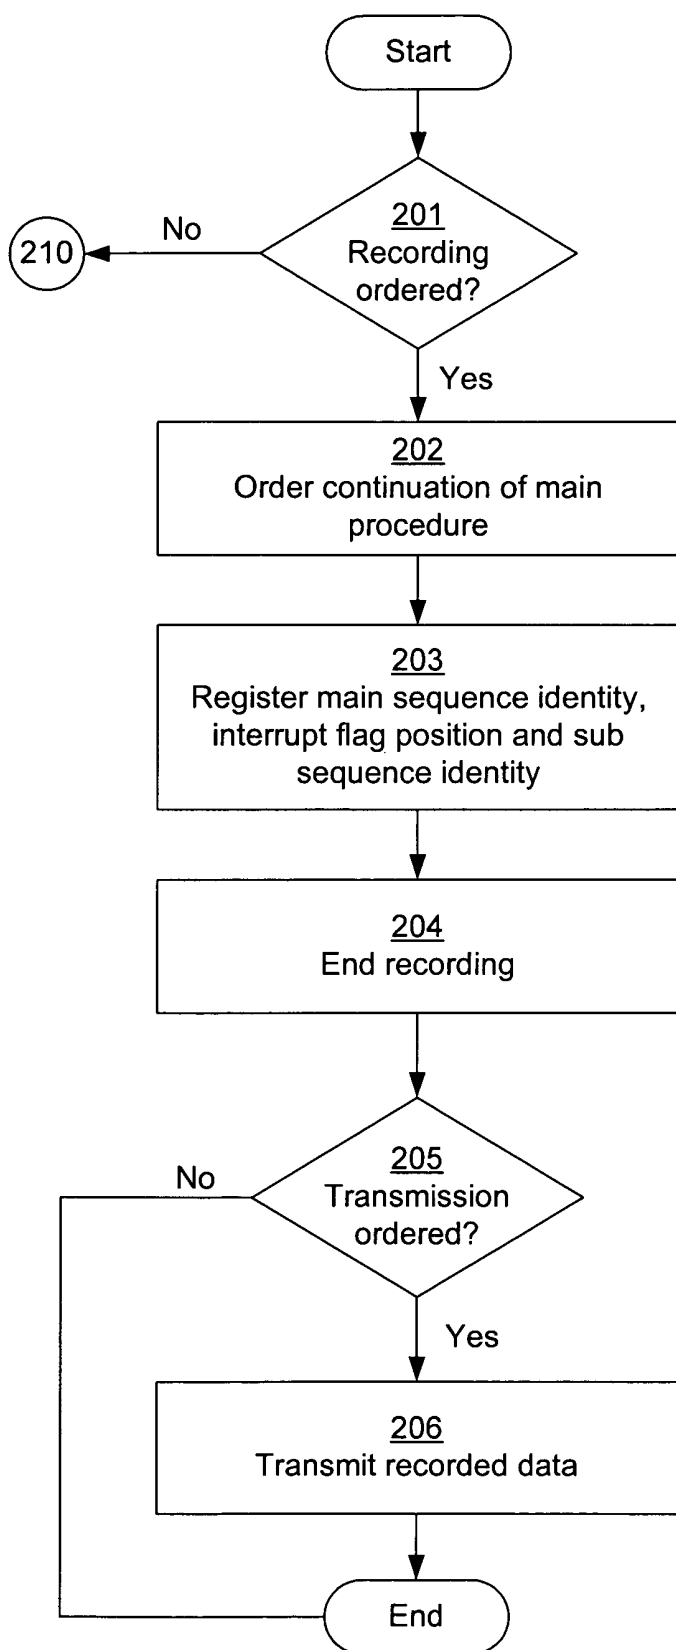 Start
201
No
Recording
210
ordered?
Yes
202
Order continuation of main
procedure
203
Register main sequence identity,
interrupt flag position and sub
sequence identity
204
End recording
205
No
Transmission
ordered?
Yes
206
Transmit recorded data
End